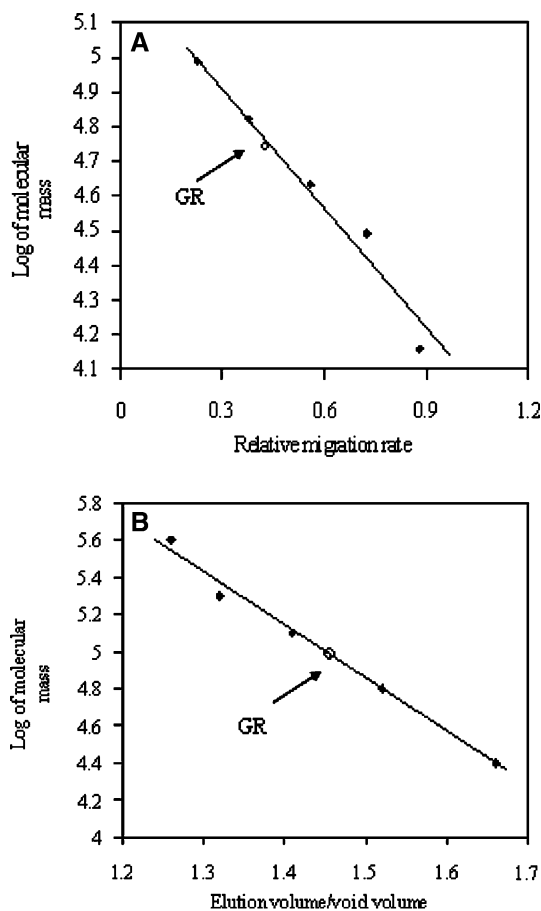 A
5.1
5
4.9
4.8
4.7
4.6
4.5
4.4
4.3
4.2
4.1
Log of molecular
mass
GR
0 0.3 0.6 0.9 1.2
Relative migration rate
B
5.8
5.6
5.4
5.2
5
4.8
4.6
4.4
4.2
4
Log of molecular
mass
GR
1.2 1.3 1.4 1.5 1.6 1.7
Elution volume/void volume